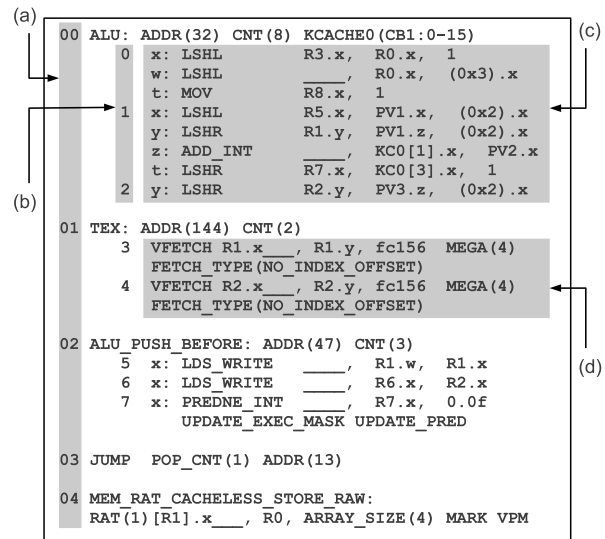 (a)
(b)
(c)
(d)
00 ALU: ADDR(32) CNT(8) KCACHE0(CB1:0-15)
0 x: LSHL R3.x, R0.x, 1
w: LSHL ____, R0.x, (0x3).x
t: MOV R8.x, 1
1 x: LSHL R5.x, PV1.x, (0x2).x
y: LSHR R1.y, PV1.z, (0x2).x
z: ADD_INT ____, KC0[1].x, PV2.x
t: LSHR R7.x, KC0[3].x, 1
2 y: LSHR R2.y, PV3.z, (0x2).x
01 TEX: ADDR(144) CNT(2)
3 VFETCH R1.x___, R1.y, fc156 MEGA(4)
FETCH_TYPE(NO_INDEX_OFFSET)
4 VFETCH R2.x___, R2.y, fc156 MEGA(4)
FETCH_TYPE(NO_INDEX_OFFSET)
02 ALU_PUSH_BEFORE: ADDR(47) CNT(3)
5 x: LDS_WRITE ____, R1.w, R1.x
6 x: LDS_WRITE ____, R6.x, R2.x
7 x: PREDNE_INT ____, R7.x, 0.0f
UPDATE_EXEC_MASK UPDATE_PRED
03 JUMP POP_CNT(1) ADDR(13)
04 MEM_RAT_CACHELESS_STORE_RAW:
RAT(1)[R1].x___, R0, ARRAY_SIZE(4) MARK VPM